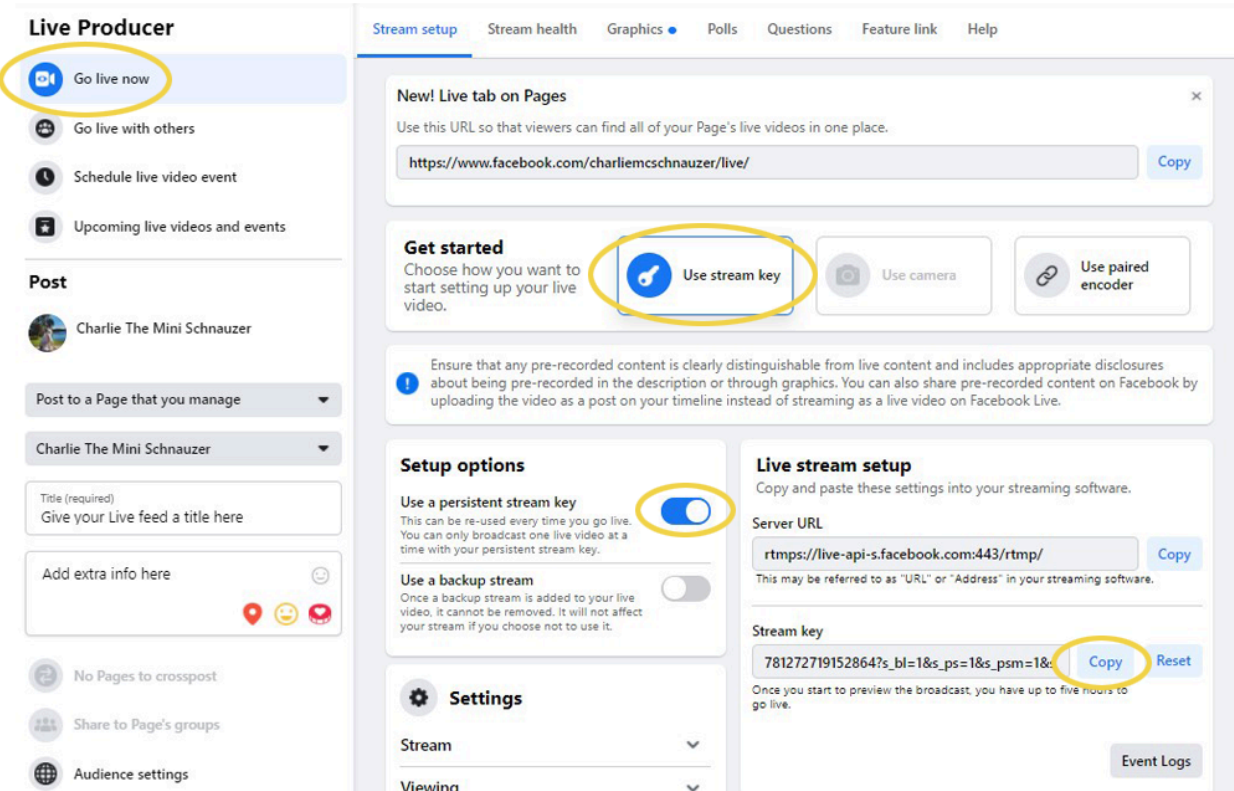 Live Producer
Go live now
Go live with others
Schedule live video event
Upcoming live videos and events
Post
Charlie The Mini Schnauzer
Post to a Page that you manage
Charlie The Mini Schnauzer
Title (required)
Give your Live feed a title here
Add extra info here
No Pages to crosspost
Share to Page's groups
Audience settings
Stream setup Stream health Graphics Polls Questions Feature link Help
New! Live tab on Pages
Use this URL so that viewers can find all of your Page's live videos in one place.
https://www.facebook.com/charliemcschnauzer/live/ Copy
Get started
Choose how you want to
start setting up your live
video.
Use stream key
Use camera
Use paired
encoder
Ensure that any pre-recorded content is clearly distinguishable from live content and includes appropriate disclosures
about being pre-recorded in the description or through graphics. You can also share pre-recorded content on Facebook by
uploading the video as a post on your timeline instead of streaming as a live video on Facebook Live.
Setup options
Use a persistent stream key
This can be re-used every time you go live.
You can only broadcast one live video at a
time with your persistent stream key.
Use a backup stream
Once a backup stream is added to your live
video, it cannot be removed. It will not affect
your stream if you choose not to use it.
Settings
Stream
Viewing
Live stream setup
Copy and paste these settings into your streaming software.
Server URL
rtmps://live-api-s.facebook.com:443/rtmp/ Copy
This may be referred to as "URL" or "Address" in your streaming software.
Stream key
781272719152864?s_bl=1&s_ps=1&s_psm=1&s Copy Reset
Once you start to preview the broadcast, you have up to five hours to
go live.
Event Logs